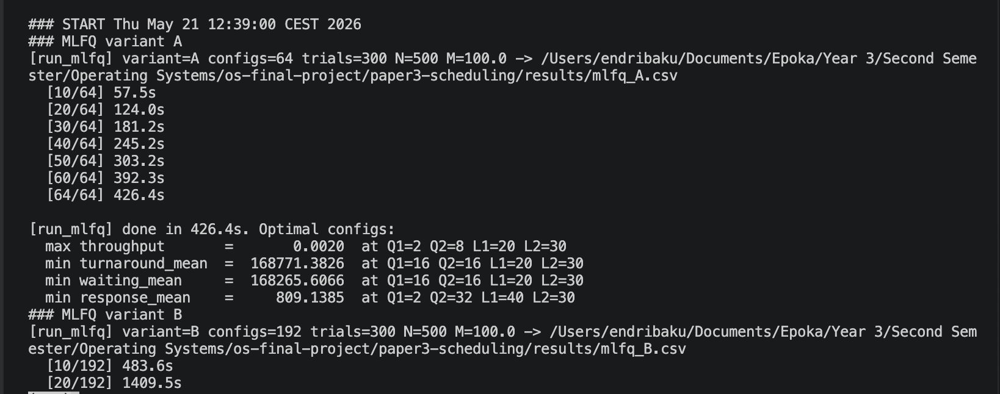 ### START Thu May 21 12:39:00 CEST 2026
### MLFQ variant A
[run_mlfq] variant=A configs=64 trials=300 N=500 M=100.0 -> /Users/endribaku/Documents/Epoka/Year 3/Second Seme
ster/Operating Systems/os-final-project/paper3-scheduling/results/mlfq_A.csv
  [10/64] 57.5s
  [20/64] 124.0s
  [30/64] 181.2s
  [40/64] 245.2s
  [50/64] 303.2s
  [60/64] 392.3s
  [64/64] 426.4s

[run_mlfq] done in 426.4s. Optimal configs:
  max throughput       =       0.0020  at Q1=2 Q2=8 L1=20 L2=30
  min turnaround_mean  =  168771.3826  at Q1=16 Q2=16 L1=20 L2=30
  min waiting_mean     =  168265.6066  at Q1=16 Q2=16 L1=20 L2=30
  min response_mean    =     809.1385  at Q1=2 Q2=32 L1=40 L2=30
### MLFQ variant B
[run_mlfq] variant=B configs=192 trials=300 N=500 M=100.0 -> /Users/endribaku/Documents/Epoka/Year 3/Second Sem
ester/Operating Systems/os-final-project/paper3-scheduling/results/mlfq_B.csv
  [10/192] 483.6s
  [20/192] 1409.5s